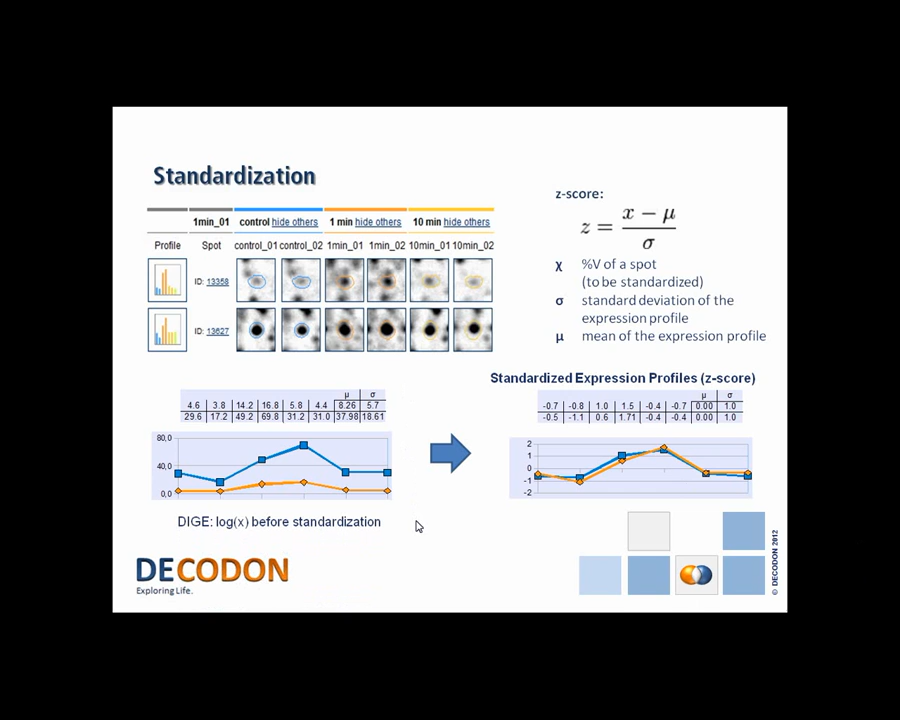 Standardization
1min_01 control hide others 1 min hide others 10 min hide others
Profile Spot control_01 control_02 1min_01 1min_02 10min_01 10min_02
ID: 13358
ID: 13627
z-score:
z = x − μ / σ
χ %V of a spot
(to be standardized)
σ standard deviation of the
expression profile
μ mean of the expression profile
μ σ
4.6 3.8 14.2 16.8 5.8 4.4 8.26 5.7
29.6 17.2 49.2 69.8 31.2 31.0 37.98 18.61
80,0
40,0
0,0
DIGE: log(x) before standardization
Standardized Expression Profiles (z-score)
μ σ
-0.7 -0.8 1.0 1.5 -0.4 -0.7 0.00 1.0
-0.5 -1.1 0.6 1.71 -0.4 -0.4 0.00 1.0
2
1
0
-1
-2
DECODON
Exploring Life.
© DECODON 2012